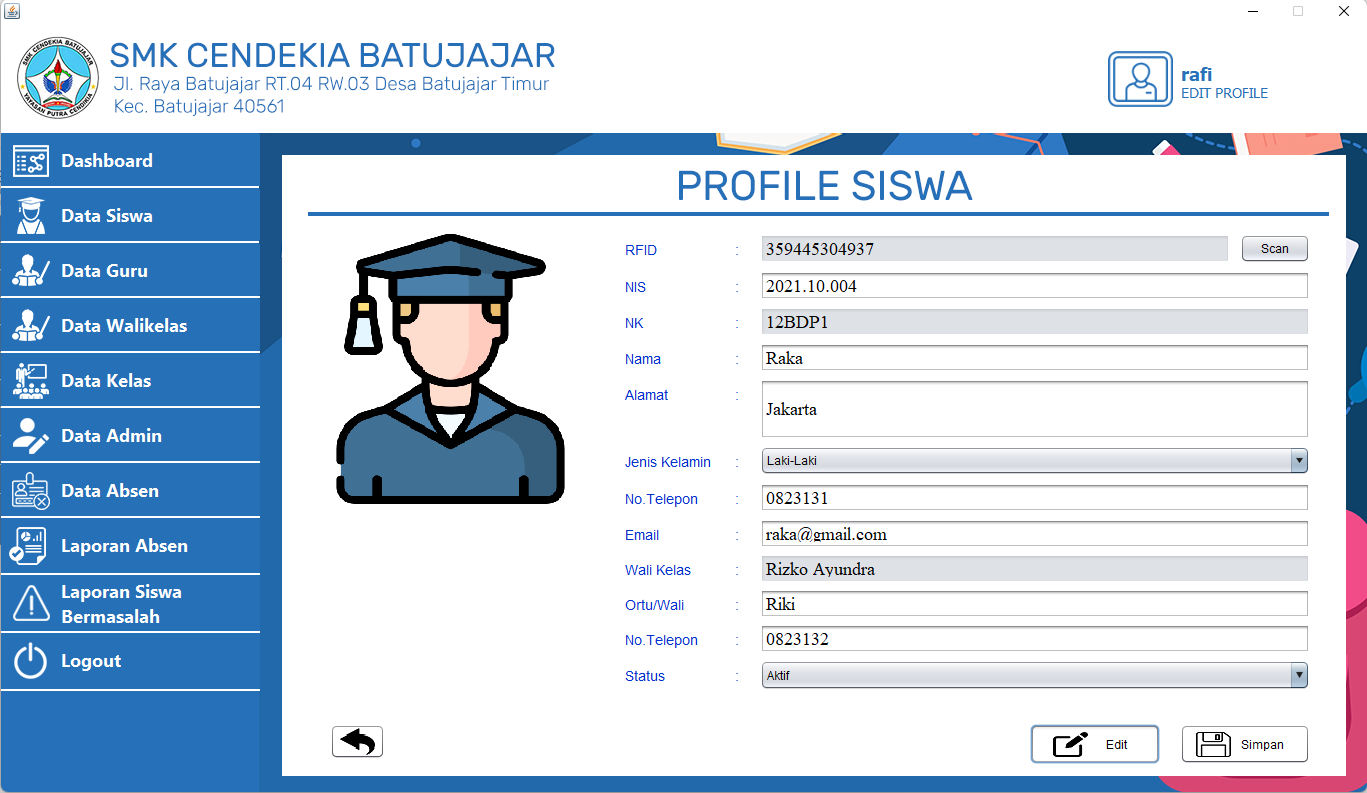 SMK CENDEKIA BATUJAJAR
YAYASAN PUTRA CENDIKIA
SMK CENDEKIA BATUJAJAR
Jl. Raya Batujajar RT.04 RW.03 Desa Batujajar Timur
Kec. Batujajar 40561
rafi
EDIT PROFILE
Dashboard
Data Siswa
Data Guru
Data Walikelas
Data Kelas
Data Admin
Data Absen
Laporan Absen
Laporan Siswa
Bermasalah
Logout
PROFILE SISWA
RFID : 359445304937 Scan
NIS : 2021.10.004
NK : 12BDP1
Nama : Raka
Alamat : Jakarta
Jenis Kelamin : Laki-Laki
No.Telepon : 0823131
Email : raka@gmail.com
Wali Kelas : Rizko Ayundra
Ortu/Wali : Riki
No.Telepon : 0823132
Status : Aktif
Edit
Simpan